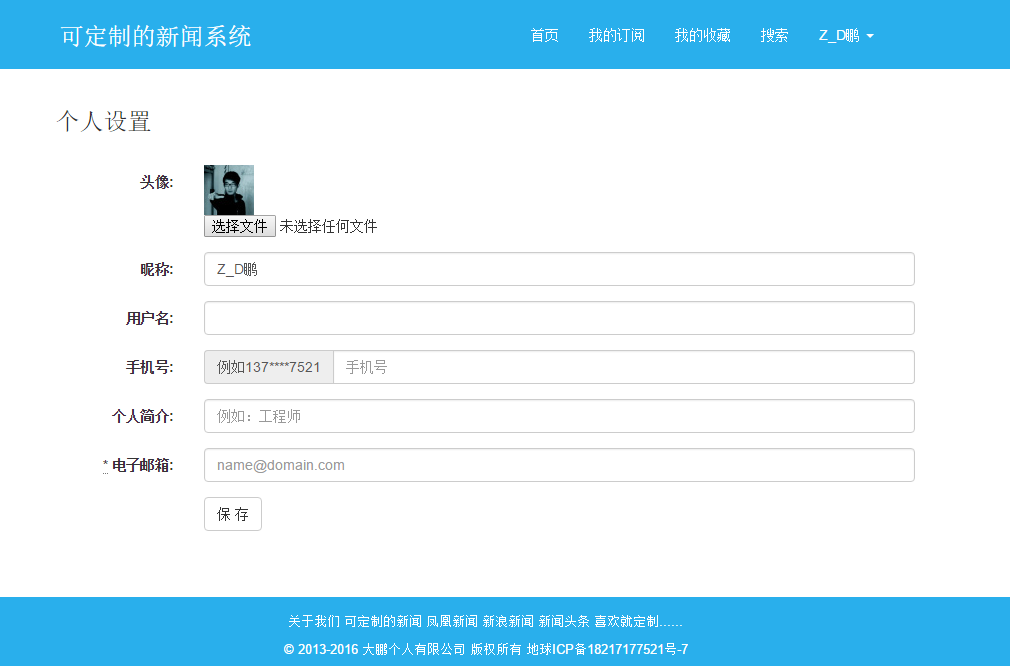 可定制的新闻系统
首页 我的订阅 我的收藏 搜索 Z_D鹏
个人设置
头像:
选择文件 未选择任何文件
昵称: Z_D鹏
用户名:
手机号: 例如137****7521 手机号
个人简介: 例如：工程师
* 电子邮箱: name@domain.com
保 存
关于我们 可定制的新闻 凤凰新闻 新浪新闻 新闻头条 喜欢就定制......
© 2013-2016 大鹏个人有限公司 版权所有 地球ICP备18217177521号-7